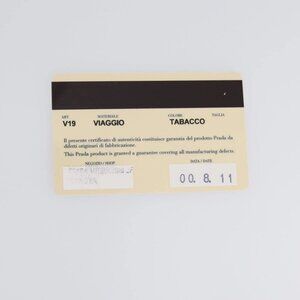 ART MATERIALE COLORE TAGLIA
V19 VIAGGIO TABACCO
Il presente certificato di autenticità costituisce garanzia del prodotto Prada da
difetti originari di fabbricazione.
This Prada product is granted a guarantee covering all manufacturing defects.
NEGOZIO / SHOP DATA / DATE
00. 8. 11